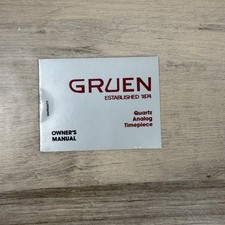 GRUEN
ESTABLISHED 1874
Quartz
Analog
Timepiece
OWNER'S
MANUAL